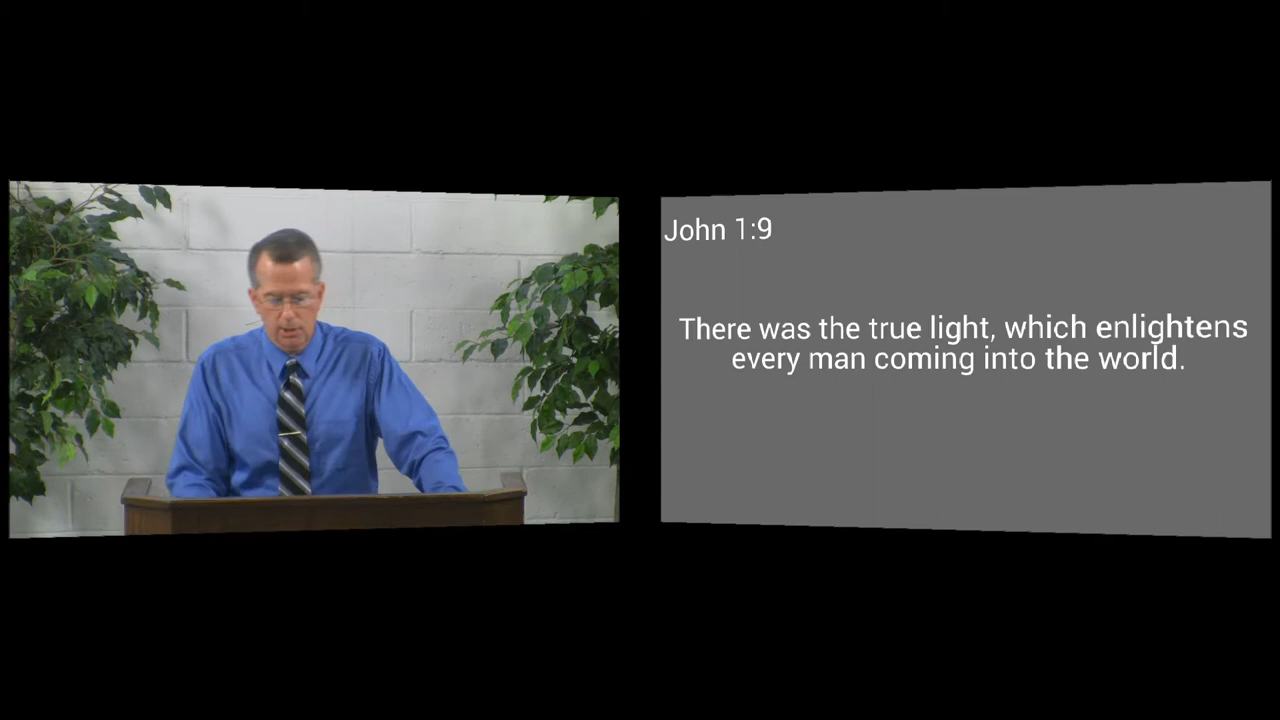 John 1:9
There was the true light, which enlightens
every man coming into the world.